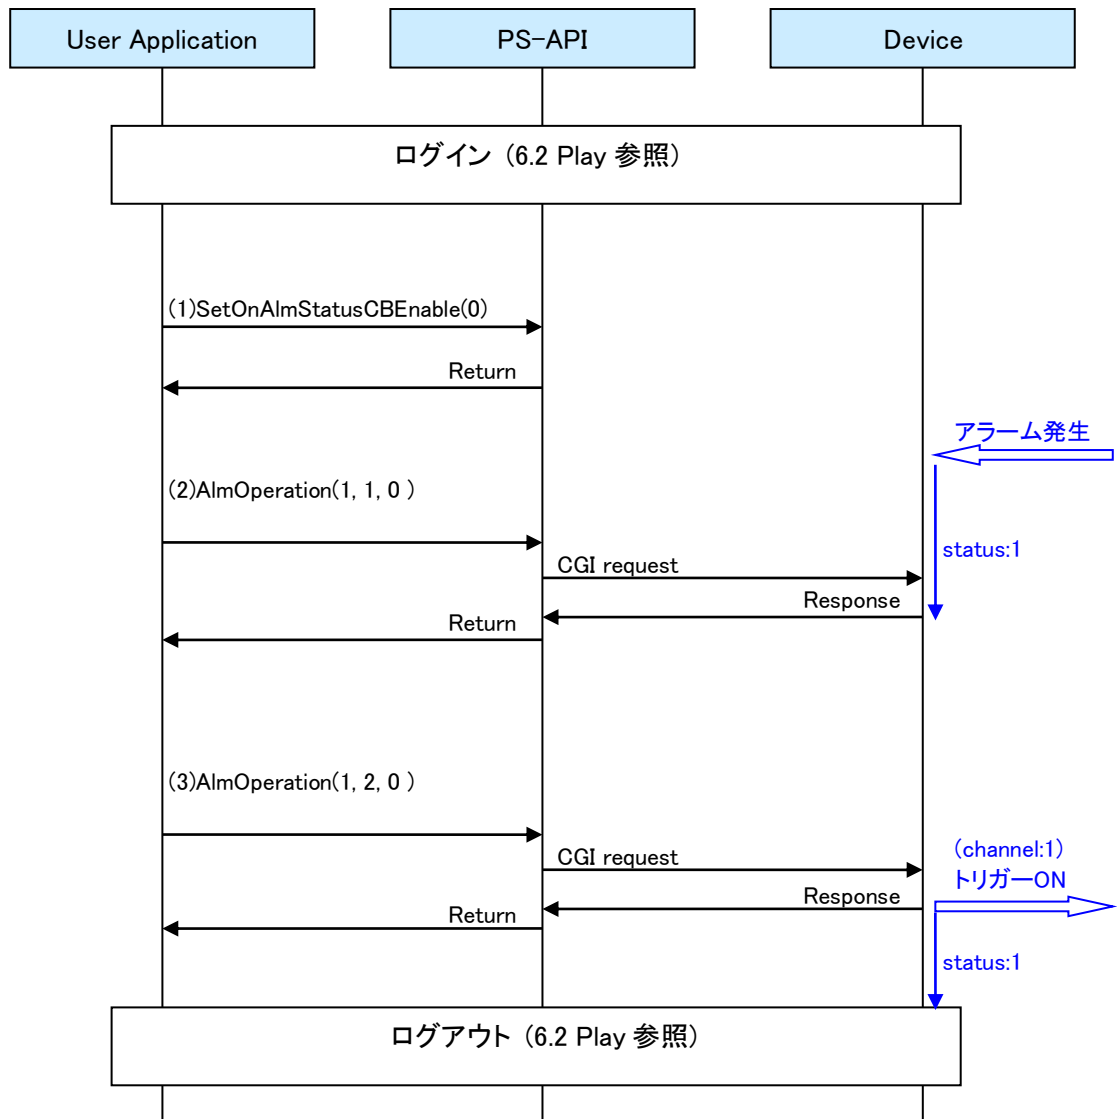 User Application
PS-API
Device
ログイン (6.2 Play 参照)
(1)SetOnAlmStatusCBEnable(0)
Return
アラーム発生
(2)AlmOperation(1, 1, 0 )
status:1
CGI request
Response
Return
(3)AlmOperation(1, 2, 0 )
(channel:1)
トリガーON
CGI request
Response
Return
status:1
ログアウト (6.2 Play 参照)